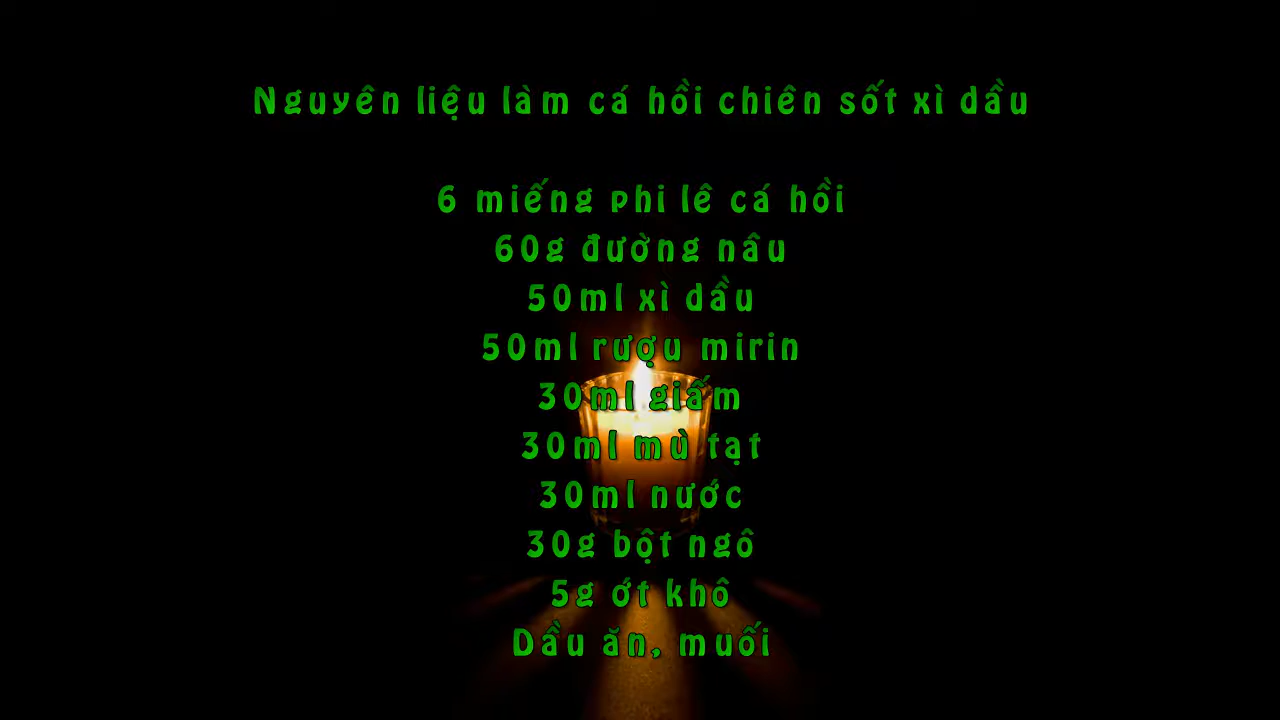 Nguyên liệu làm cá hồi chiên sốt xì dầu
6 miếng phi lê cá hồi
60g đường nâu
50ml xì dầu
50ml rượu mirin
30ml giấm
30ml mù tạt
30ml nước
30g bột ngô
5g ớt khô
Dầu ăn, muối